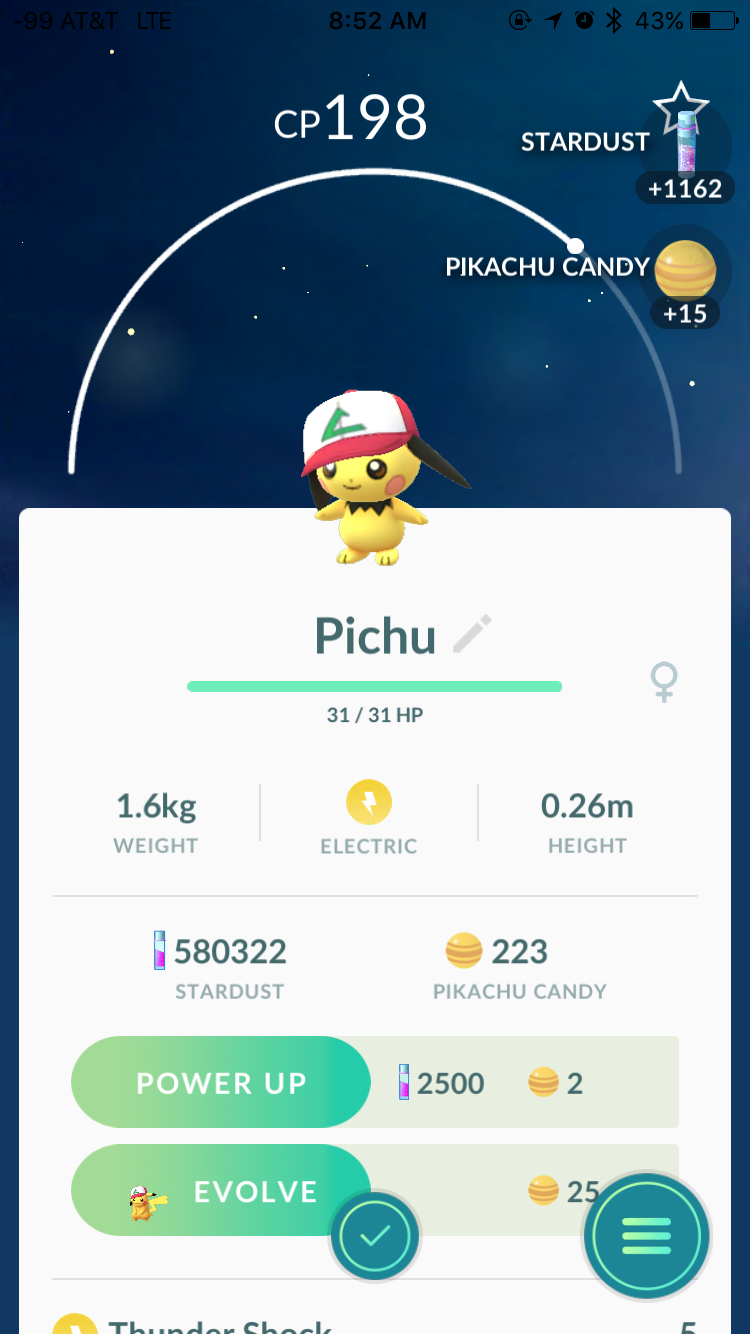 -99 AT&T LTE 8:52 AM 43%
CP198
STARDUST
+1162
PIKACHU CANDY
+15
Pichu
31 / 31 HP
1.6kg 0.26m
WEIGHT ELECTRIC HEIGHT
580322 223
STARDUST PIKACHU CANDY
POWER UP 2500 2
EVOLVE 25
Thunder Shock 5